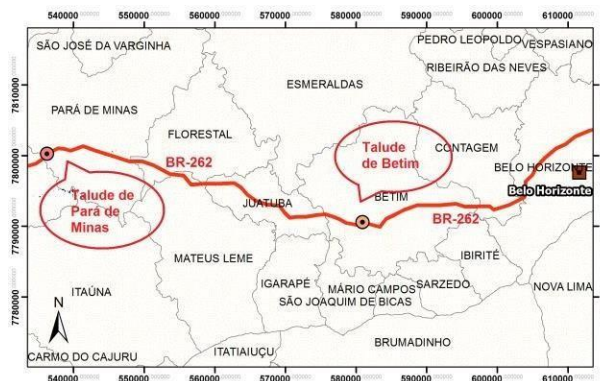 540000 550000 560000 570000 580000 590000 600000 610000
PEDRO LEOPOLDO
VESPASIANO
SÃO JOSÉ DA VARGINHA
RIBEIRÃO DAS NEVES
7810000
ESMERALDAS
PARÁ DE MINAS
FLORESTAL
Talude
de Betim
CONTAGEM
7800000
BR-262
BELO HORIZONTE
Belo Horizonte
Talude de
Pará de
Minas
JUATUBA
BETIM
BR-262
7790000
MATEUS LEME
IBIRITÉ
ITAÚNA
IGARAPÉ
MÁRIO CAMPOS
SARZEDO
NOVA LIMA
SÃO JOAQUIM DE BICAS
7780000
N
BRUMADINHO
ITATIAIUÇU
CARMO DO CAJURU
540000 550000 560000 570000 580000 590000 600000 610000